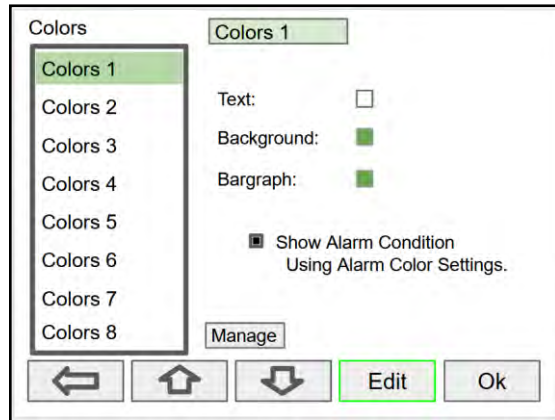 Colors
Colors 1
Colors 1
Colors 2
Colors 3
Colors 4
Colors 5
Colors 6
Colors 7
Colors 8
Text:
Background:
Bargraph:
Show Alarm Condition
Using Alarm Color Settings.
Manage
Edit
Ok